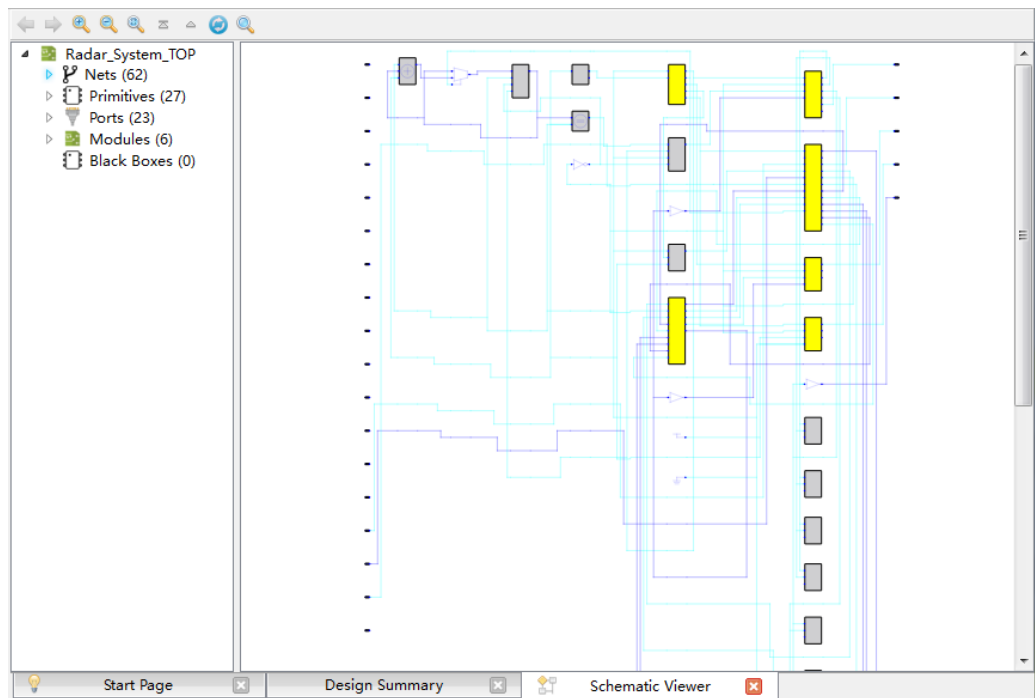 Radar_System_TOP
Nets (62)
Primitives (27)
Ports (23)
Modules (6)
Black Boxes (0)
Start Page
Design Summary
Schematic Viewer